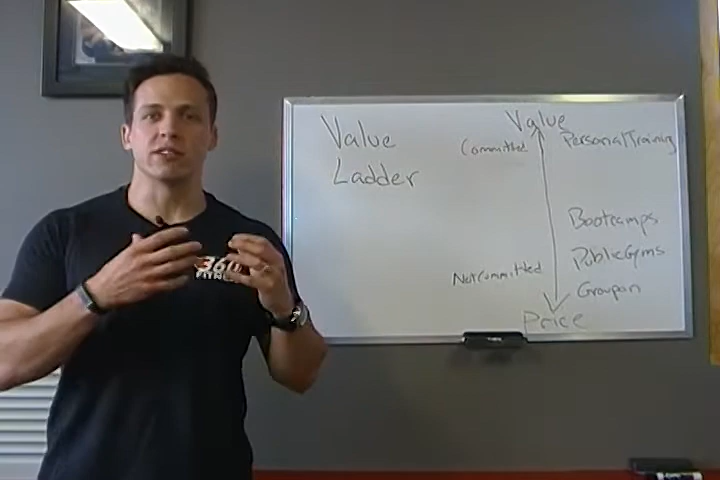 Value
Ladder
Value
Committed
Personal Training
Bootcamps
Public Gyms
Not Committed
Groupon
Price
360
FITNESS